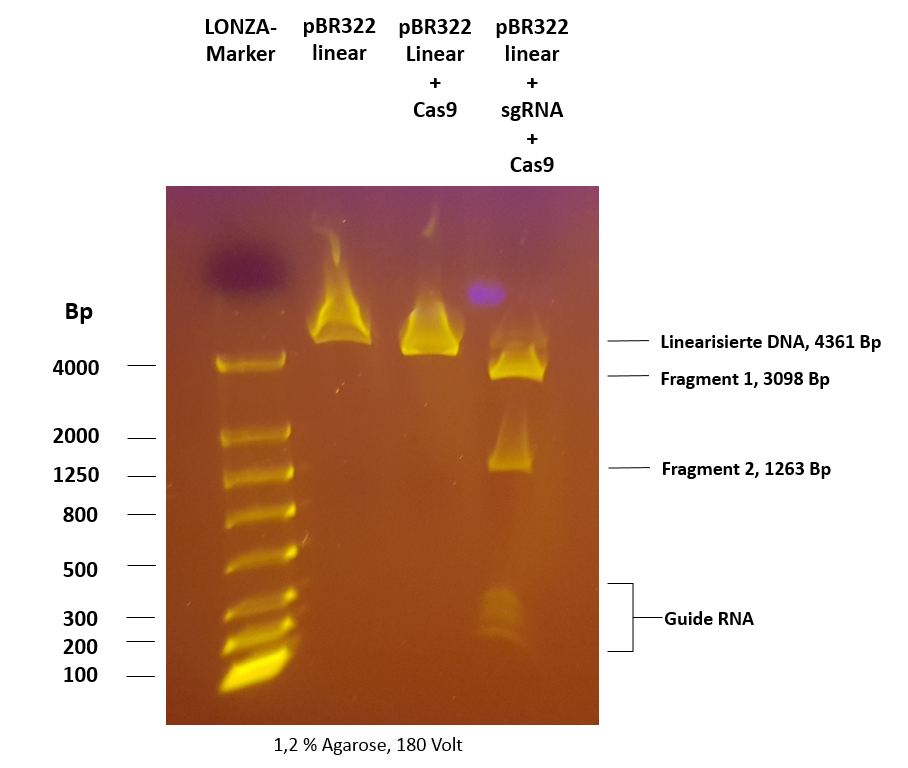 LONZA-
Marker
pBR322
linear
pBR322
Linear
+
Cas9
pBR322
linear
+
sgRNA
+
Cas9
Bp
4000
2000
1250
800
500
300
200
100
Linearisierte DNA, 4361 Bp
Fragment 1, 3098 Bp
Fragment 2, 1263 Bp
Guide RNA
1,2 % Agarose, 180 Volt